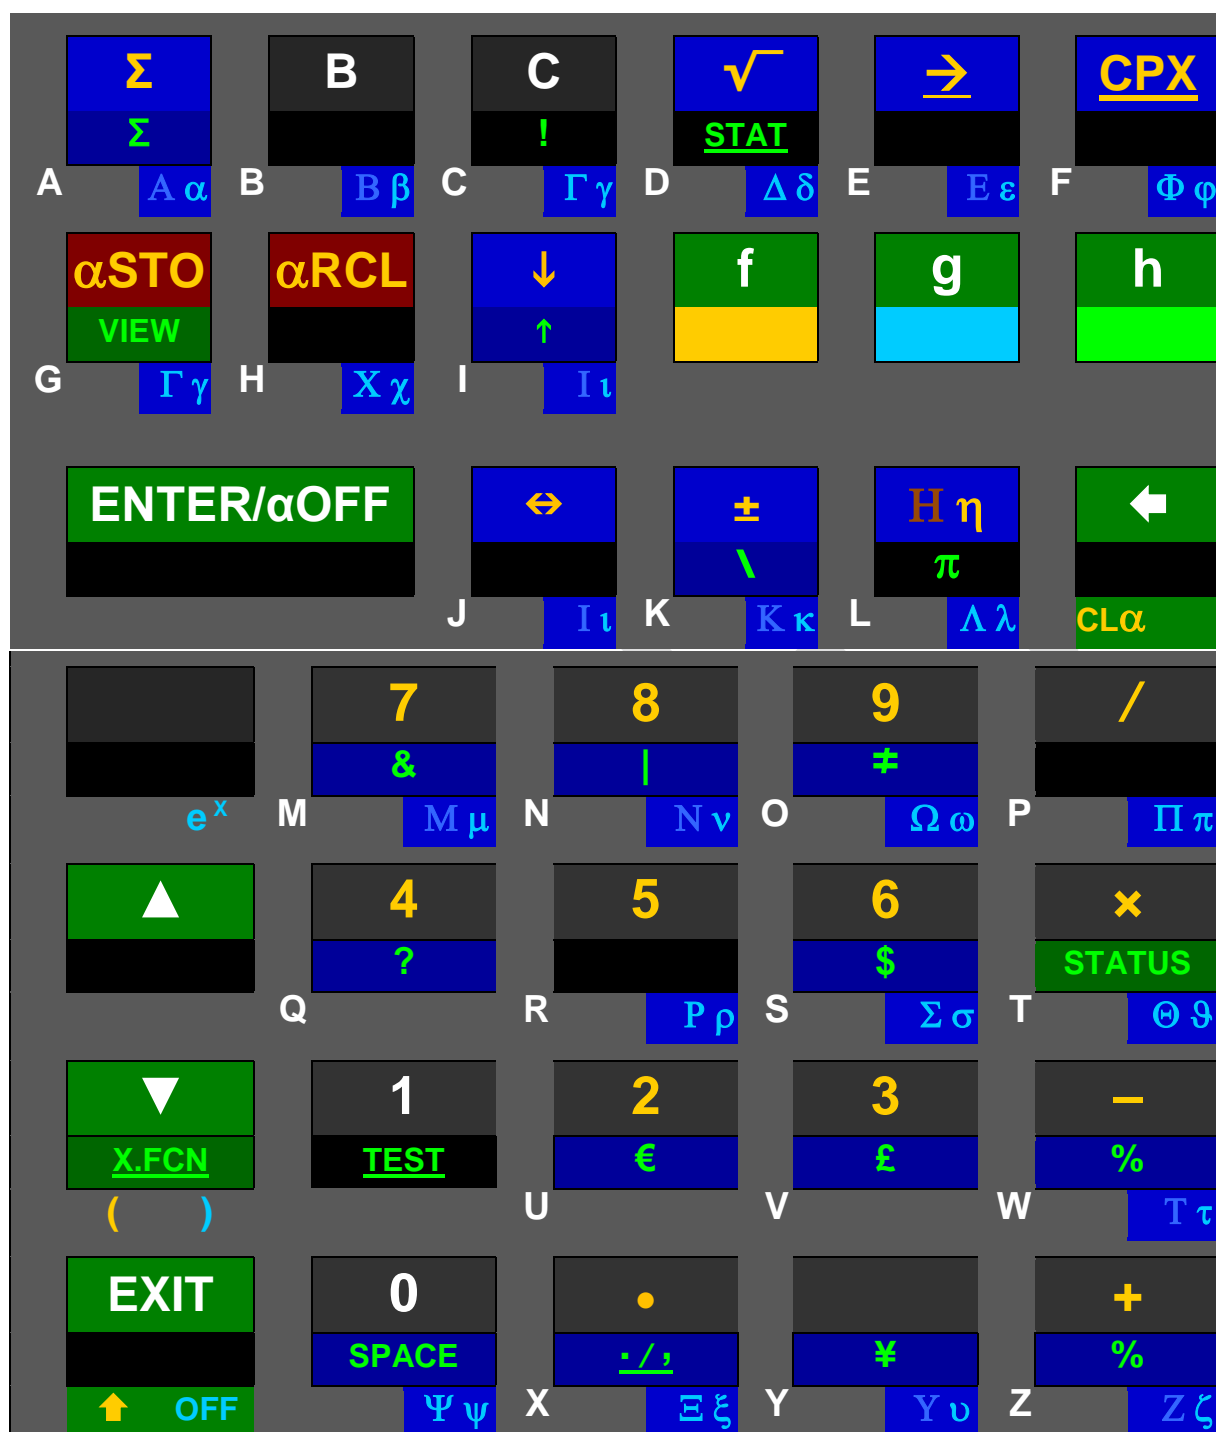 Σ B C √ → CPX
Σ ! STAT
A Α α B Β β C Γ γ D Δ δ E Ε ε F Φ φ
αSTO αRCL ↓ f g h
VIEW ↑
G Γ γ H Χ χ I Ι ι
ENTER/αOFF ↔ ± Η η ←
\ π
J Ι ι K Κ κ L Λ λ CLα
7 8 9 /
& | ≠
e^x M Μ μ N Ν ν O Ω ω P Π π
▲ 4 5 6 ×
? $ STATUS
Q R Ρ ρ S Σ σ T Θ ϑ
▼ 1 2 3 −
X.FCN TEST € £ %
( ) U V W Τ τ
EXIT 0 • +
SPACE ./, ¥ %
↑ OFF Ψ ψ X Ξ ξ Y Υ υ Z Ζ ζ